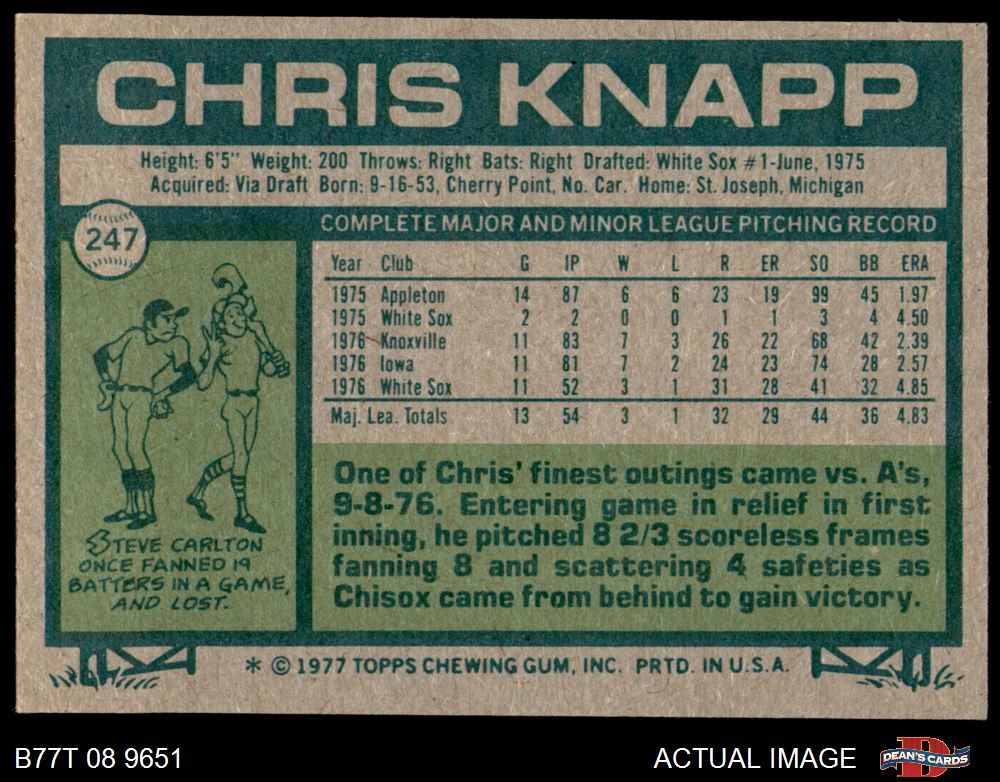 CHRIS KNAPP
Height: 6'5" Weight: 200 Throws: Right Bats: Right Drafted: White Sox #1-June, 1975
Acquired: Via Draft Born: 9-16-53, Cherry Point, No. Car. Home: St. Joseph, Michigan
247
COMPLETE MAJOR AND MINOR LEAGUE PITCHING RECORD
Year Club G IP W L R ER SO BB ERA
1975 Appleton 14 87 6 6 23 19 99 45 1.97
1975 White Sox 2 2 0 0 1 1 3 4 4.50
1976 Knoxville 11 83 7 3 26 22 68 42 2.39
1976 Iowa 11 81 7 2 24 23 74 28 2.57
1976 White Sox 11 52 3 1 31 28 41 32 4.85
Maj. Lea. Totals 13 54 3 1 32 29 44 36 4.83
STEVE CARLTON
ONCE FANNED 19
BATTERS IN A GAME,
AND LOST.
One of Chris' finest outings came vs. A's,
9-8-76. Entering game in relief in first
inning, he pitched 8 2/3 scoreless frames
fanning 8 and scattering 4 safeties as
Chisox came from behind to gain victory.
* © 1977 TOPPS CHEWING GUM, INC. PRTD. IN U.S.A.
B77T 08 9651
ACTUAL IMAGE
DEAN'S CARDS